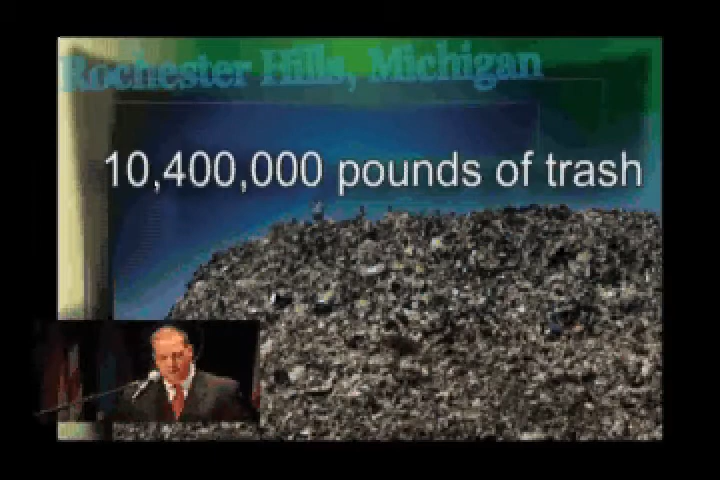 Rochester Hills, Michigan
10,400,000 pounds of trash